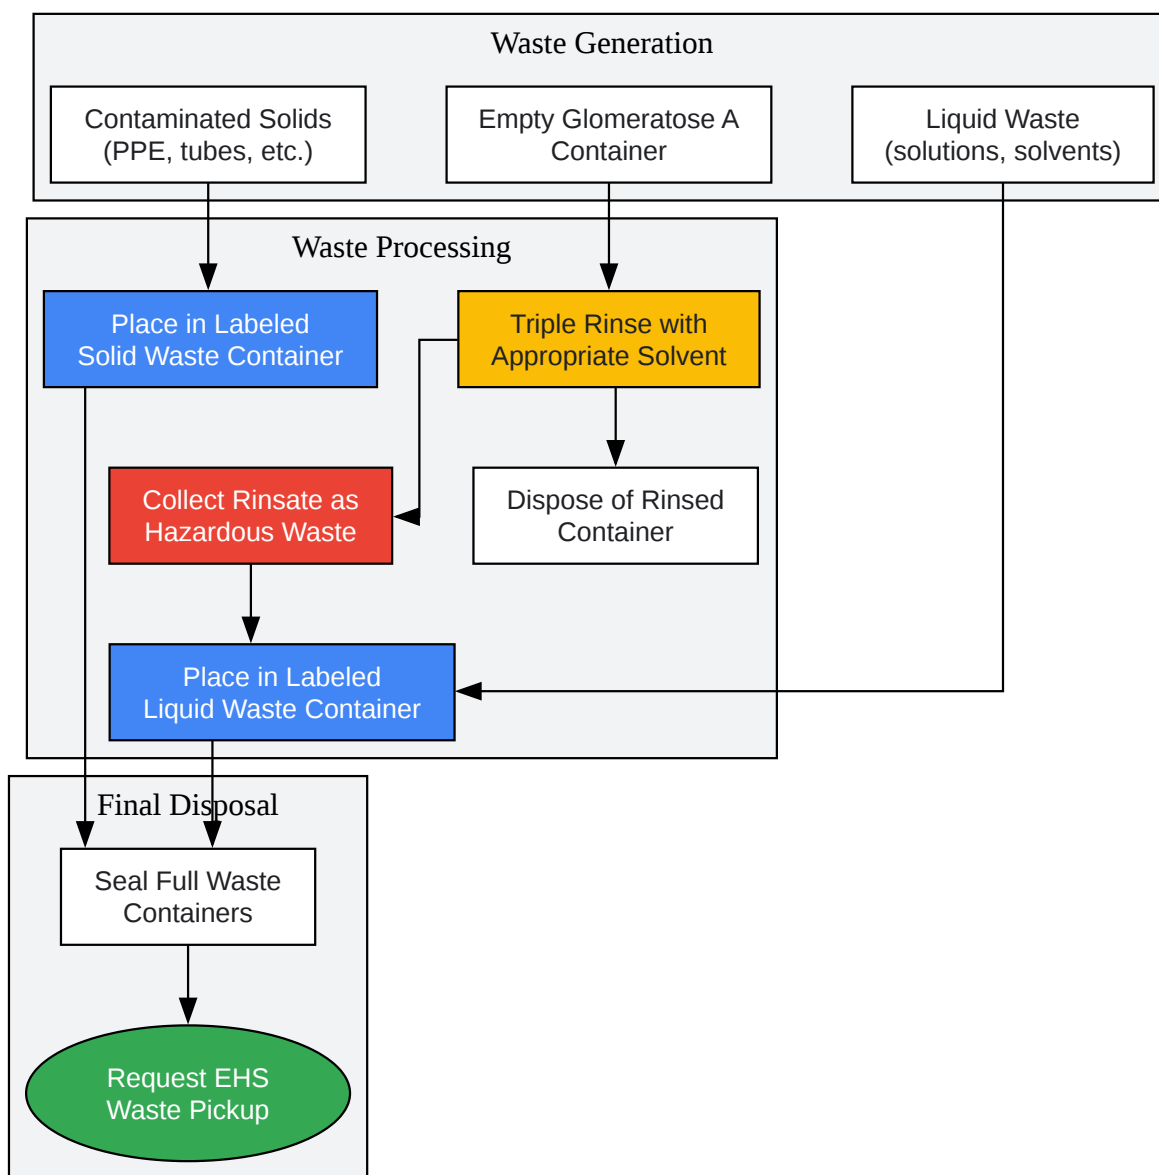 Waste Generation
Contaminated Solids
(PPE, tubes, etc.)
Empty Glomeratose A
Container
Liquid Waste
(solutions, solvents)
Waste Processing
Place in Labeled
Solid Waste Container
Triple Rinse with
Appropriate Solvent
Collect Rinsate as
Hazardous Waste
Dispose of Rinsed
Container
Place in Labeled
Liquid Waste Container
Final Disposal
Seal Full Waste
Containers
Request EHS
Waste Pickup